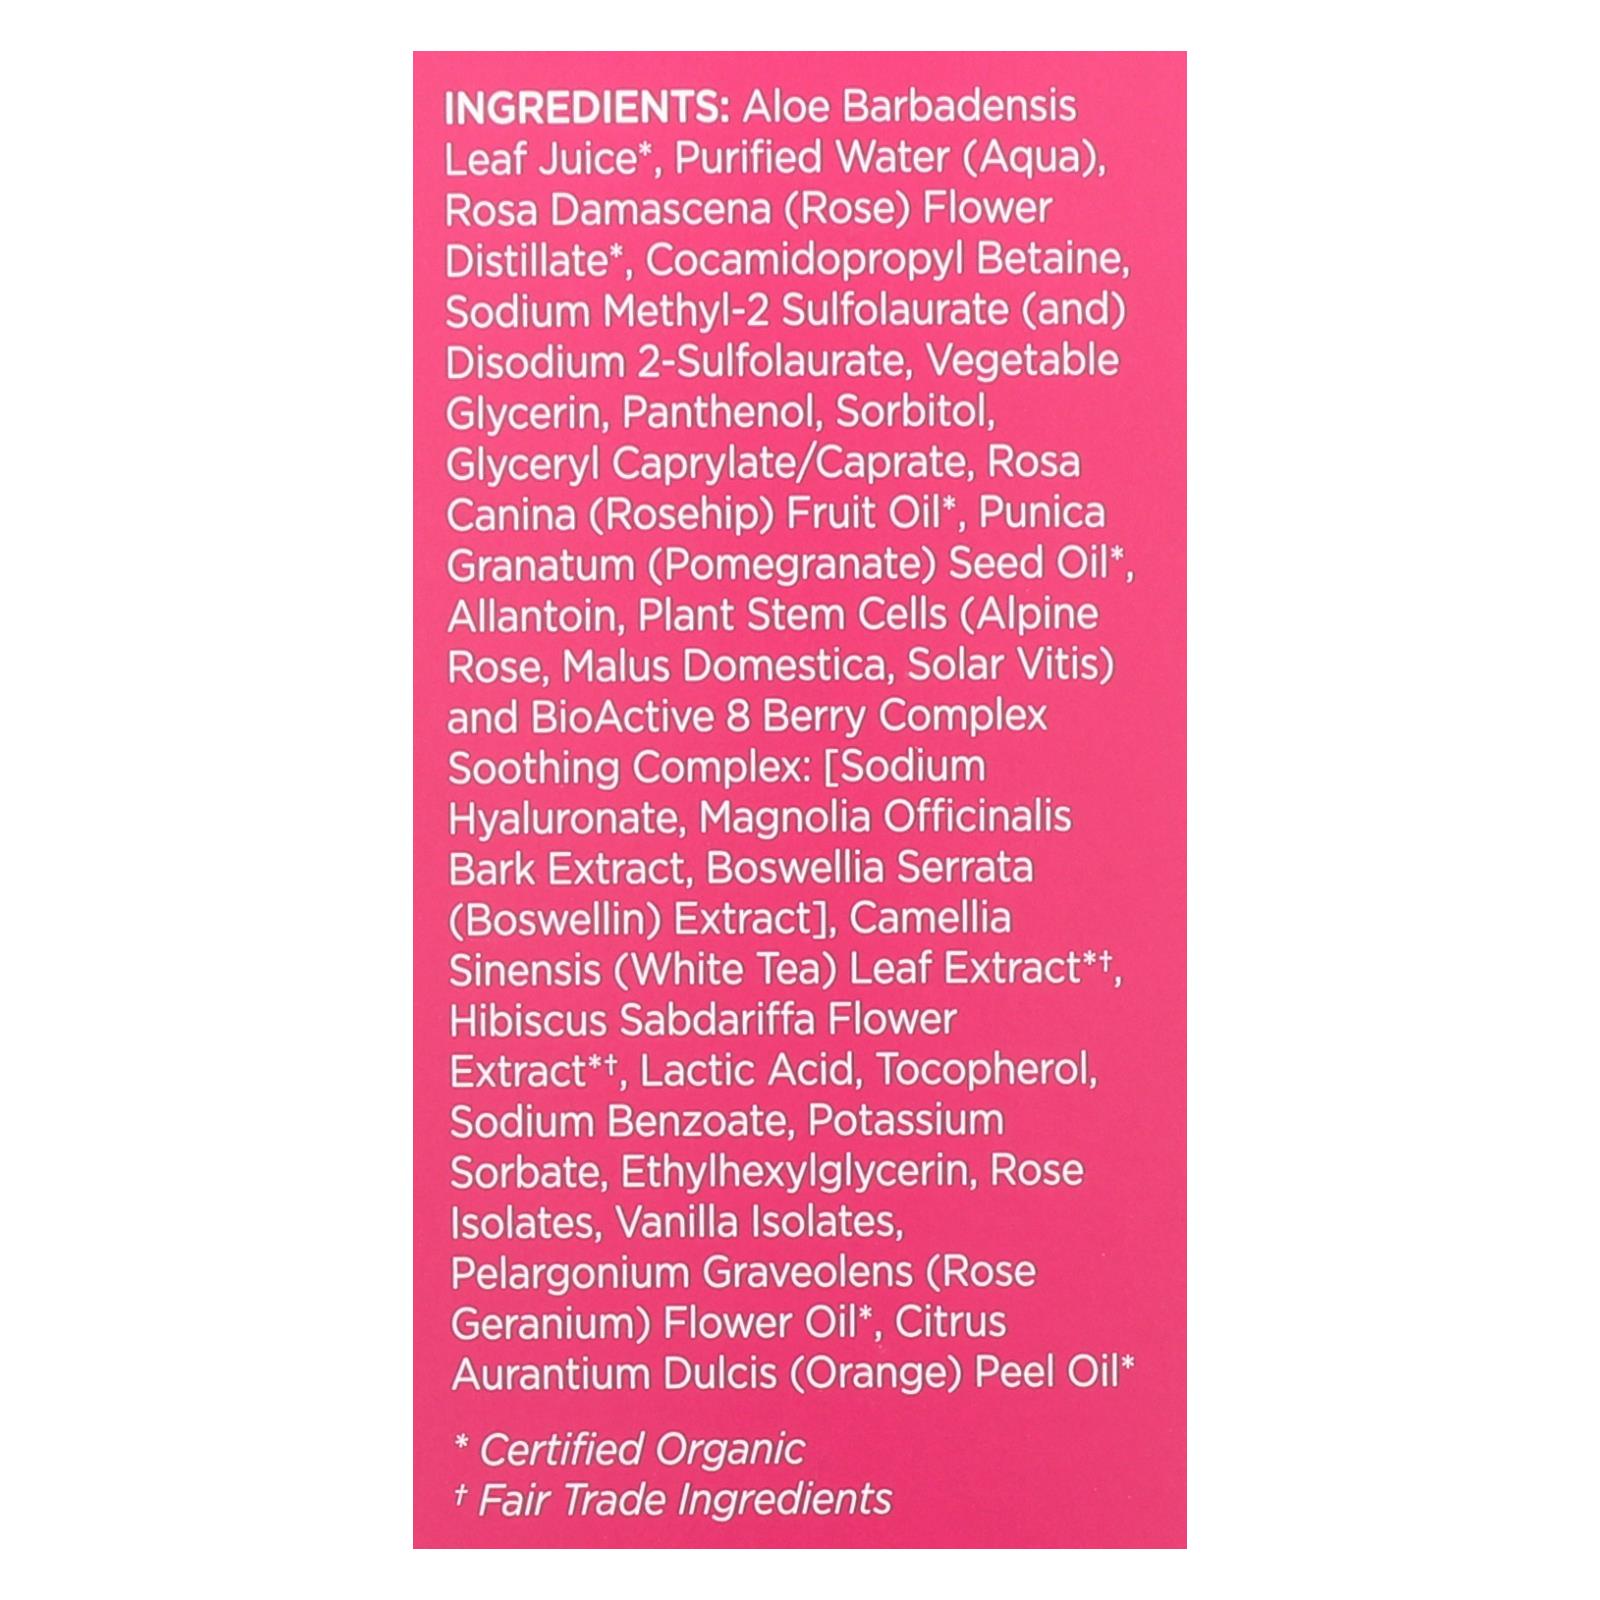 INGREDIENTS: Aloe Barbadensis
Leaf Juice*, Purified Water (Aqua),
Rosa Damascena (Rose) Flower
Distillate*, Cocamidopropyl Betaine,
Sodium Methyl-2 Sulfolaurate (and)
Disodium 2-Sulfolaurate, Vegetable
Glycerin, Panthenol, Sorbitol,
Glyceryl Caprylate/Caprate, Rosa
Canina (Rosehip) Fruit Oil*, Punica
Granatum (Pomegranate) Seed Oil*,
Allantoin, Plant Stem Cells (Alpine
Rose, Malus Domestica, Solar Vitis)
and BioActive 8 Berry Complex
Soothing Complex: [Sodium
Hyaluronate, Magnolia Officinalis
Bark Extract, Boswellia Serrata
(Boswellin) Extract], Camellia
Sinensis (White Tea) Leaf Extract*†,
Hibiscus Sabdariffa Flower
Extract*†, Lactic Acid, Tocopherol,
Sodium Benzoate, Potassium
Sorbate, Ethylhexylglycerin, Rose
Isolates, Vanilla Isolates,
Pelargonium Graveolens (Rose
Geranium) Flower Oil*, Citrus
Aurantium Dulcis (Orange) Peel Oil*
* Certified Organic
† Fair Trade Ingredients